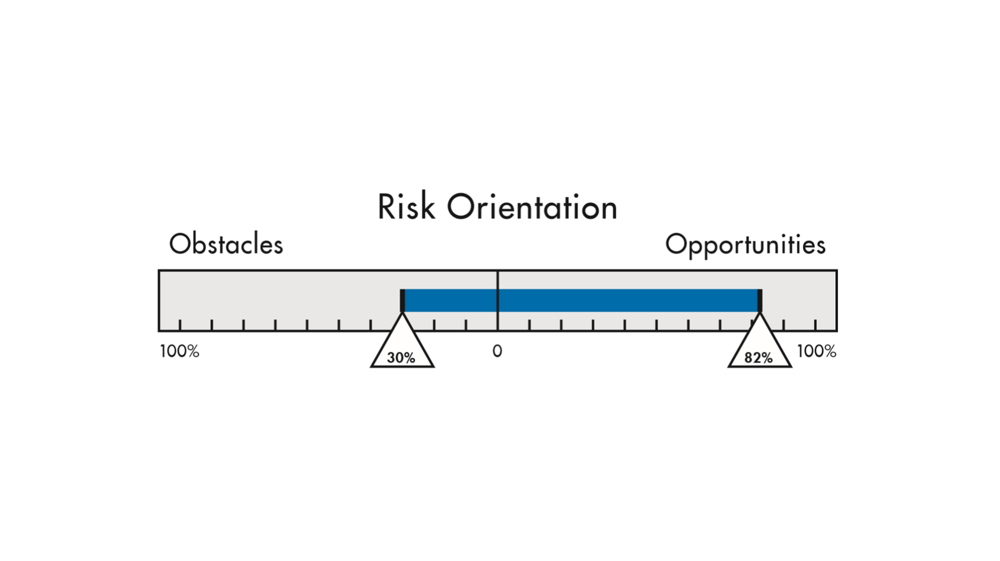 Risk Orientation
Obstacles Opportunities
100% 30% 0 82% 100%